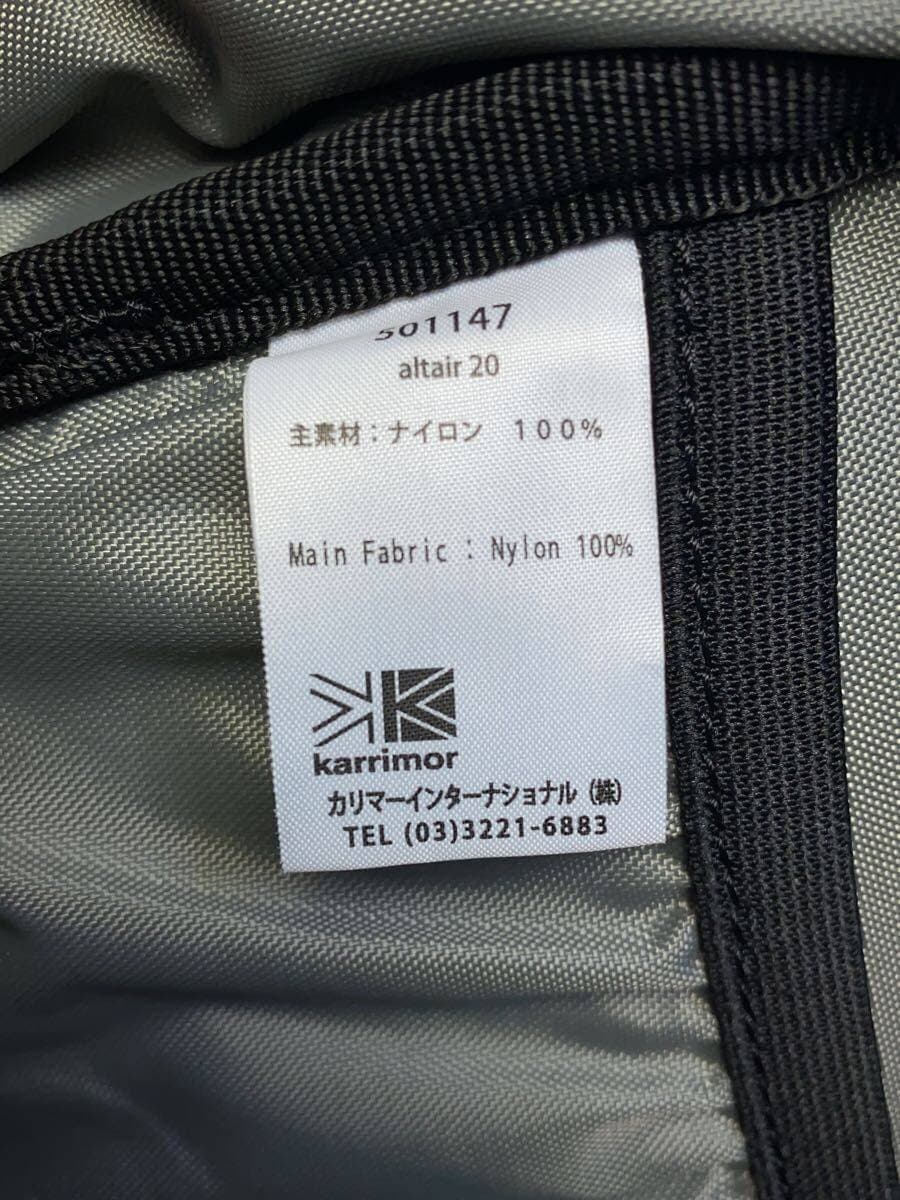 501147
altair 20
主素材：ナイロン 100%
Main Fabric : Nylon 100%
karrimor
カリマーインターナショナル（株）
TEL (03)3221-6883